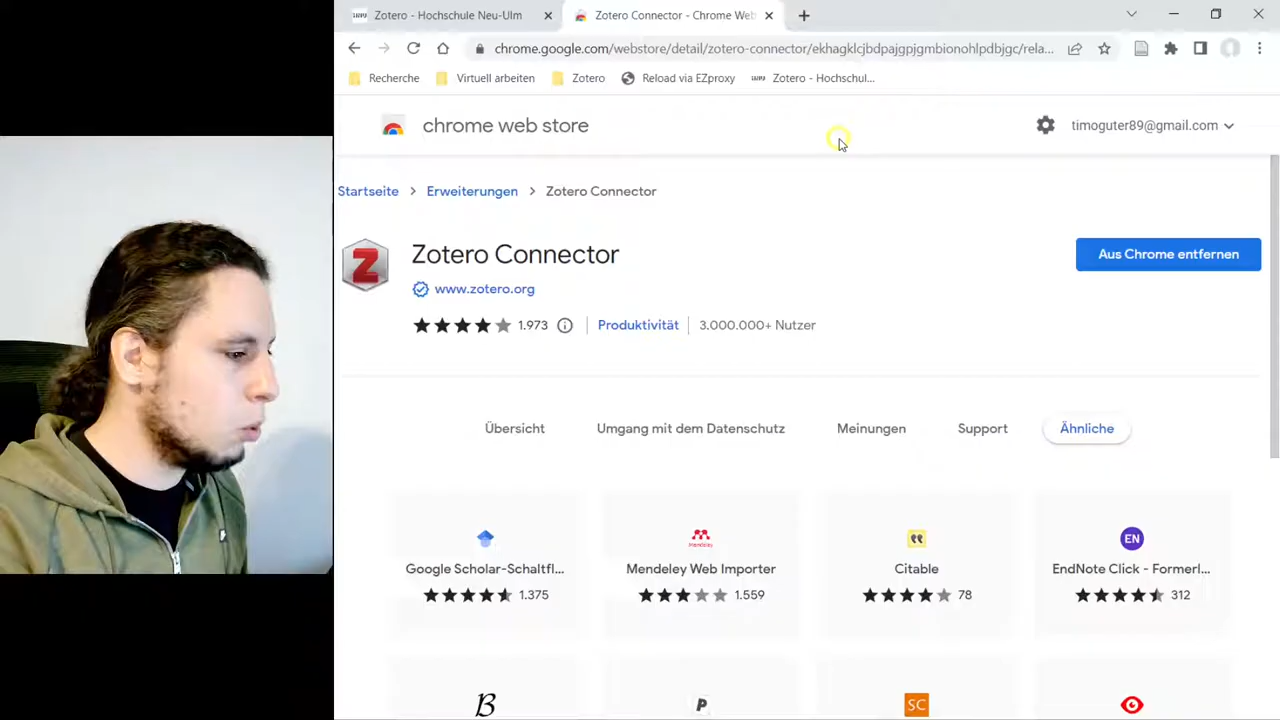 Zotero - Hochschule Neu-Ulm
Zotero Connector - Chrome Web
chrome.google.com/webstore/detail/zotero-connector/ekhagklcjbdpajgpjgmbionohlpdbjgc/rela...
Recherche
Virtuell arbeiten
Zotero
Reload via EZproxy
Zotero - Hochschul...
chrome web store
timoguter89@gmail.com
Startseite > Erweiterungen > Zotero Connector
Z
Zotero Connector
Aus Chrome entfernen
www.zotero.org
1.973
Produktivität
3.000.000+ Nutzer
Übersicht
Umgang mit dem Datenschutz
Meinungen
Support
Ähnliche
EN
Google Scholar-Schaltfl...
Mendeley Web Importer
Citable
EndNote Click - Formerl...
1.375
1.559
78
312
B
P
SC